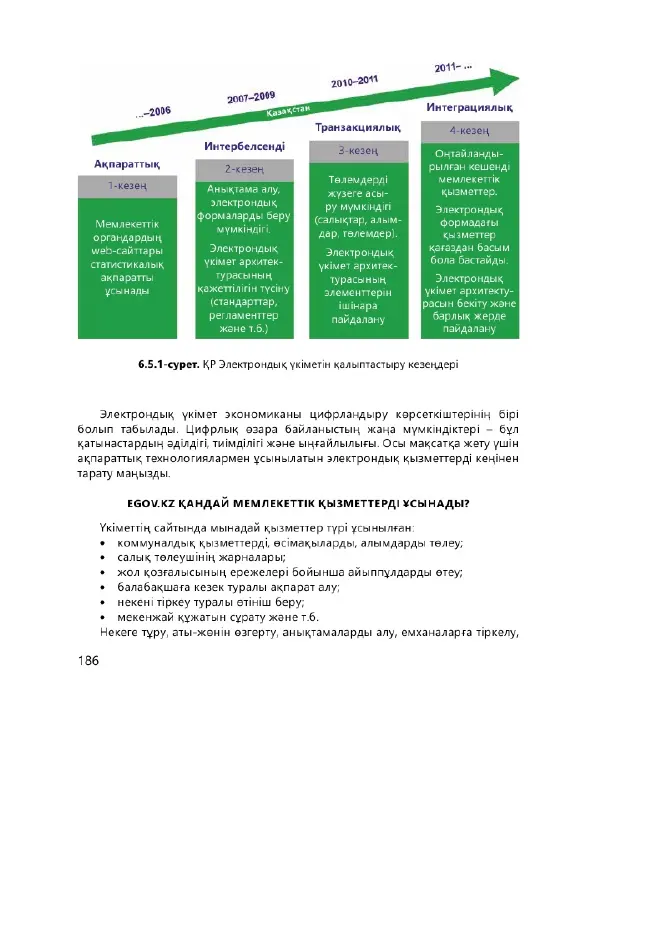 ...–2006
2007–2009
2010–2011
2011– ...
Қазақстан
Ақпараттық
1-кезең
Мемлекеттік
органдардың
web-сайттары
статистикалық
ақпаратты
ұсынады
Интербелсенді
2-кезең
Анықтама алу,
электрондық
формаларды беру
мүмкіндігі.
Электрондық
үкімет архитек-
турасының
қажеттілігін түсіну
(стандарттар,
регламенттер
және т.б.)
Транзакциялық
3-кезең
Төлемдерді
жүзеге асы-
ру мүмкіндігі
(салықтар, алым-
дар, төлемдер).
Электрондық
үкімет архитек-
турасының
элементтерін
ішінара
пайдалану
Интеграциялық
4-кезең
Оңтайланды-
рылған кешенді
мемлекеттік
қызметтер.
Электрондық
формадағы
қызметтер
қағаздан басым
бола бастайды.
Электрондық
үкімет архитекту-
расын бекіту және
барлық жерде
пайдалану
6.5.1-сурет. ҚР Электрондық үкіметін қалыптастыру кезеңдері
Электрондық үкімет экономиканы цифрландыру көрсеткіштерінің бірі
болып табылады. Цифрлық өзара байланыстың жаңа мүмкіндіктері – бұл
қатынастардың әділдігі, тиімділігі және ыңғайлылығы. Осы мақсатқа жету үшін
ақпараттық технологиялармен ұсынылатын электрондық қызметтерді кеңінен
тарату маңызды.
EGOV.KZ ҚАНДАЙ МЕМЛЕКЕТТІК ҚЫЗМЕТТЕРДІ ҰСЫНАДЫ?
Үкіметтің сайтында мынадай қызметтер түрі ұсынылған:
• коммуналдық қызметтерді, өсімақыларды, алымдарды төлеу;
• салық төлеушінің жарналары;
• жол қозғалысының ережелері бойынша айыппұлдарды өтеу;
• балабақшаға кезек туралы ақпарат алу;
• некені тіркеу туралы өтініш беру;
• мекенжай құжатын сұрату және т.б.
Некеге тұру, аты-жөнін өзгерту, анықтамаларды алу, емханаларға тіркелу,
186